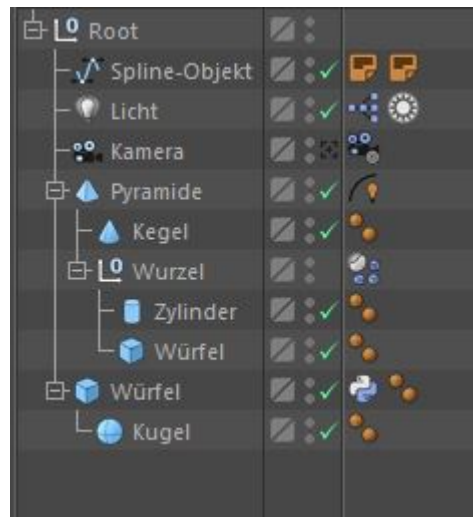 Root
Spline-Objekt
Licht
Kamera
Pyramide
Kegel
Wurzel
Zylinder
Würfel
Würfel
Kugel